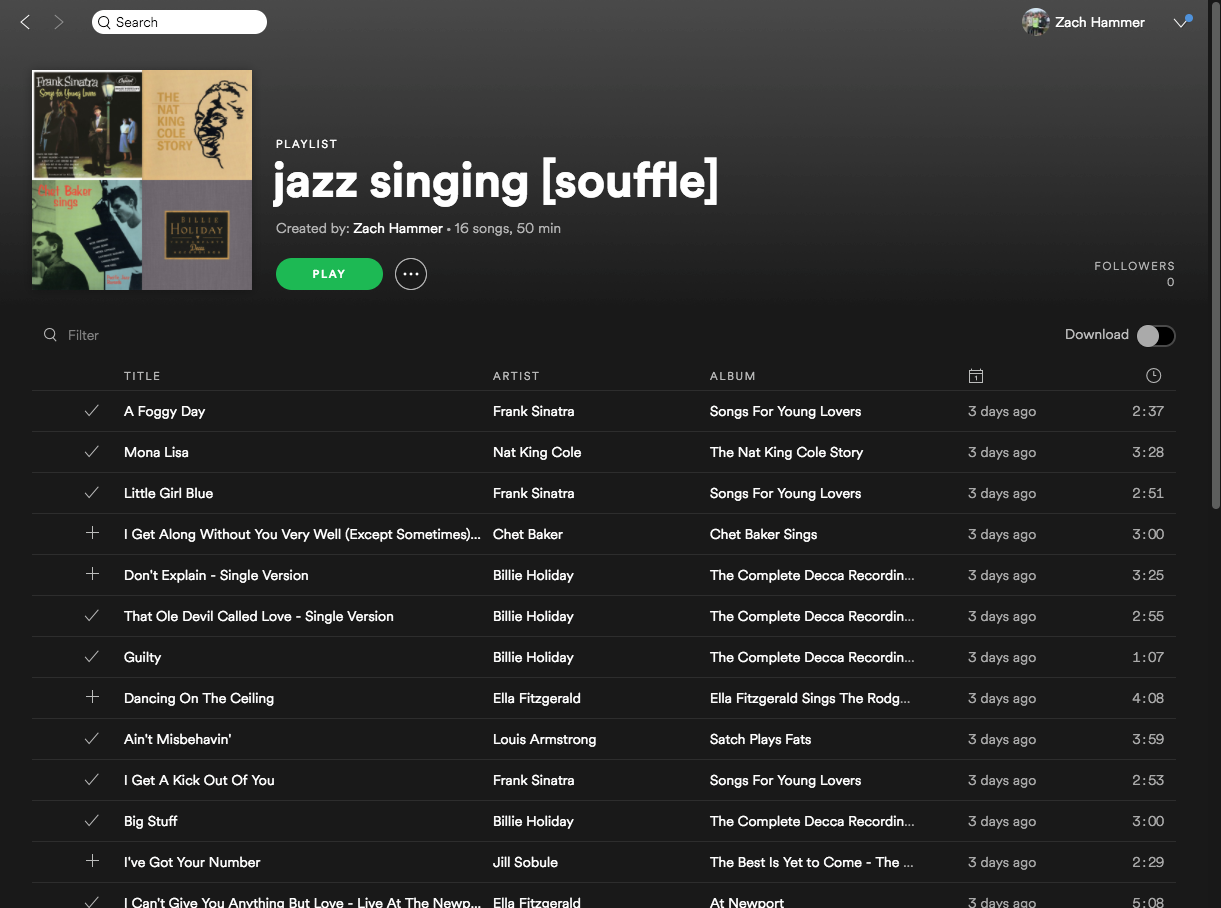 Search
Zach Hammer
Frank Sinatra
Songs for Young Lovers
THE
NAT
KING
COLE
STORY
Chet Baker
sings
BILLIE
HOLIDAY
PLAYLIST
jazz singing [souffle]
Created by: Zach Hammer • 16 songs, 50 min
PLAY
FOLLOWERS
0
Filter
Download
TITLE ARTIST ALBUM
A Foggy Day Frank Sinatra Songs For Young Lovers 3 days ago 2:37
Mona Lisa Nat King Cole The Nat King Cole Story 3 days ago 3:28
Little Girl Blue Frank Sinatra Songs For Young Lovers 3 days ago 2:51
I Get Along Without You Very Well (Except Sometimes)... Chet Baker Chet Baker Sings 3 days ago 3:00
Don't Explain - Single Version Billie Holiday The Complete Decca Recordin... 3 days ago 3:25
That Ole Devil Called Love - Single Version Billie Holiday The Complete Decca Recordin... 3 days ago 2:55
Guilty Billie Holiday The Complete Decca Recordin... 3 days ago 1:07
Dancing On The Ceiling Ella Fitzgerald Ella Fitzgerald Sings The Rodg... 3 days ago 4:08
Ain't Misbehavin' Louis Armstrong Satch Plays Fats 3 days ago 3:59
I Get A Kick Out Of You Frank Sinatra Songs For Young Lovers 3 days ago 2:53
Big Stuff Billie Holiday The Complete Decca Recordin... 3 days ago 3:00
I've Got Your Number Jill Sobule The Best Is Yet to Come - The ... 3 days ago 2:29
I Can't Give You Anything But Love - Live At The Newp... Ella Fitzgerald At Newport 3 days ago 5:08